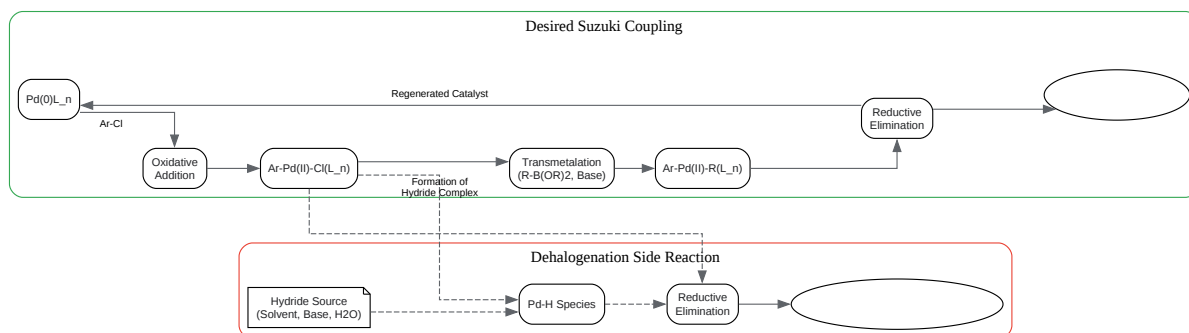 Desired Suzuki Coupling
Pd(0)L_n
Regenerated Catalyst
Ar-Cl
Reductive
Elimination
Oxidative
Addition
Ar-Pd(II)-Cl(L_n)
Transmetalation
(R-B(OR)2, Base)
Ar-Pd(II)-R(L_n)
Formation of
Hydride Complex
Dehalogenation Side Reaction
Hydride Source
(Solvent, Base, H2O)
Pd-H Species
Reductive
Elimination